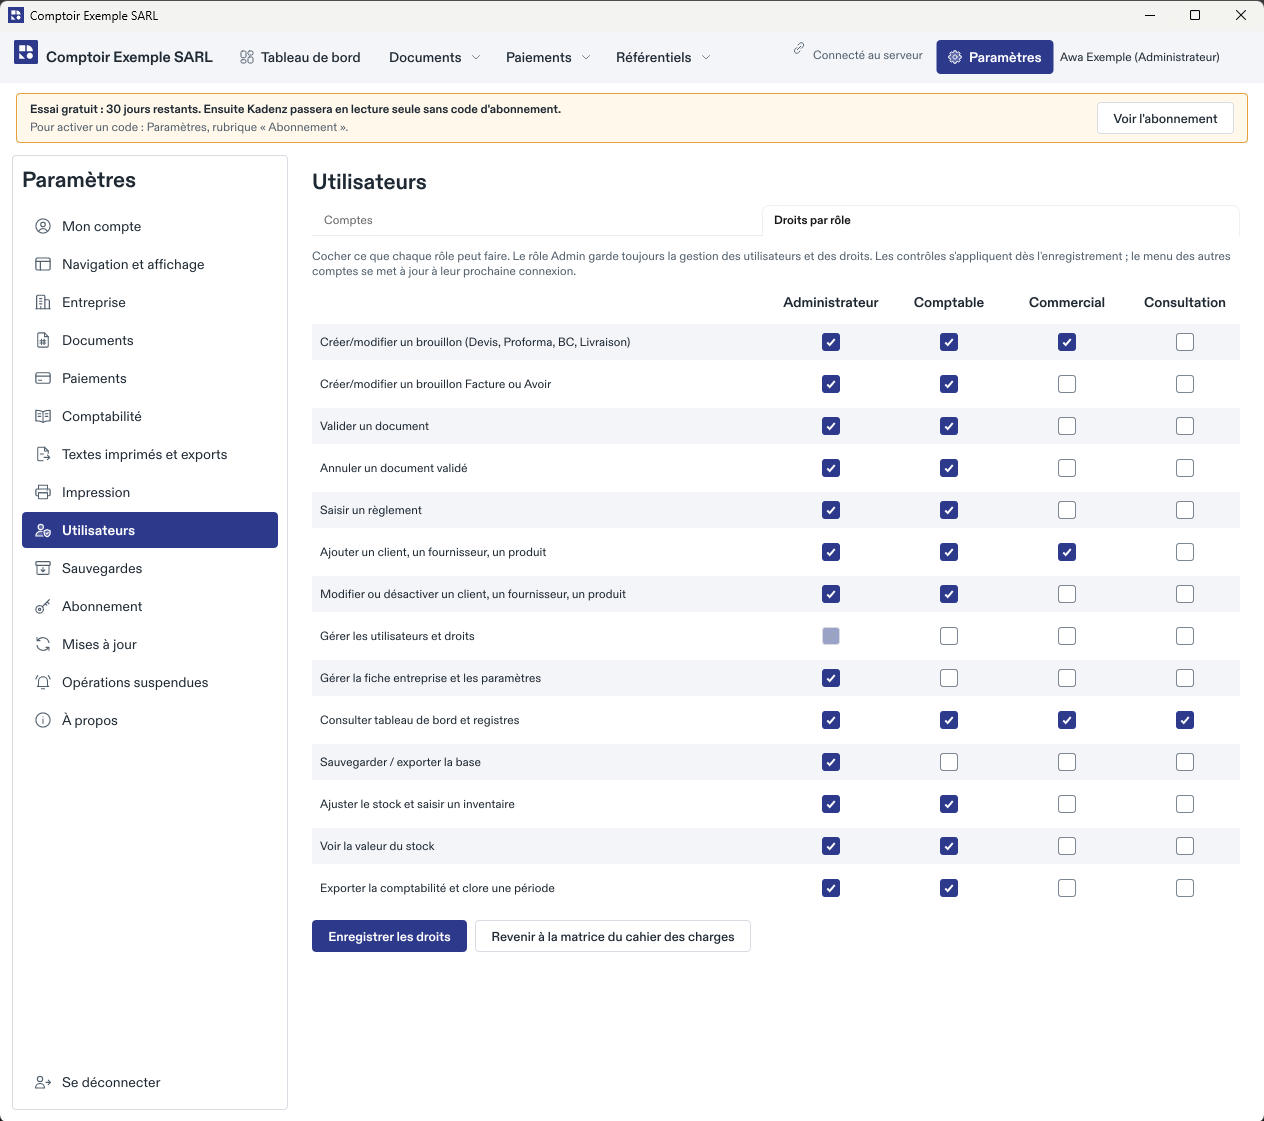 Comptoir Exemple SARL
Comptoir Exemple SARL
Tableau de bord
Documents
Paiements
Référentiels
Connecté au serveur
Paramètres
Awa Exemple (Administrateur)
Essai gratuit : 30 jours restants. Ensuite Kadenz passera en lecture seule sans code d'abonnement.
Pour activer un code : Paramètres, rubrique « Abonnement ».
Voir l'abonnement
Paramètres
Mon compte
Navigation et affichage
Entreprise
Documents
Paiements
Comptabilité
Textes imprimés et exports
Impression
Utilisateurs
Sauvegardes
Abonnement
Mises à jour
Opérations suspendues
À propos
Se déconnecter
Utilisateurs
Comptes
Droits par rôle
Cocher ce que chaque rôle peut faire. Le rôle Admin garde toujours la gestion des utilisateurs et des droits. Les contrôles s'appliquent dès l'enregistrement ; le menu des autres
comptes se met à jour à leur prochaine connexion.
Administrateur
Comptable
Commercial
Consultation
Créer/modifier un brouillon (Devis, Proforma, BC, Livraison)
Créer/modifier un brouillon Facture ou Avoir
Valider un document
Annuler un document validé
Saisir un règlement
Ajouter un client, un fournisseur, un produit
Modifier ou désactiver un client, un fournisseur, un produit
Gérer les utilisateurs et droits
Gérer la fiche entreprise et les paramètres
Consulter tableau de bord et registres
Sauvegarder / exporter la base
Ajuster le stock et saisir un inventaire
Voir la valeur du stock
Exporter la comptabilité et clore une période
Enregistrer les droits
Revenir à la matrice du cahier des charges